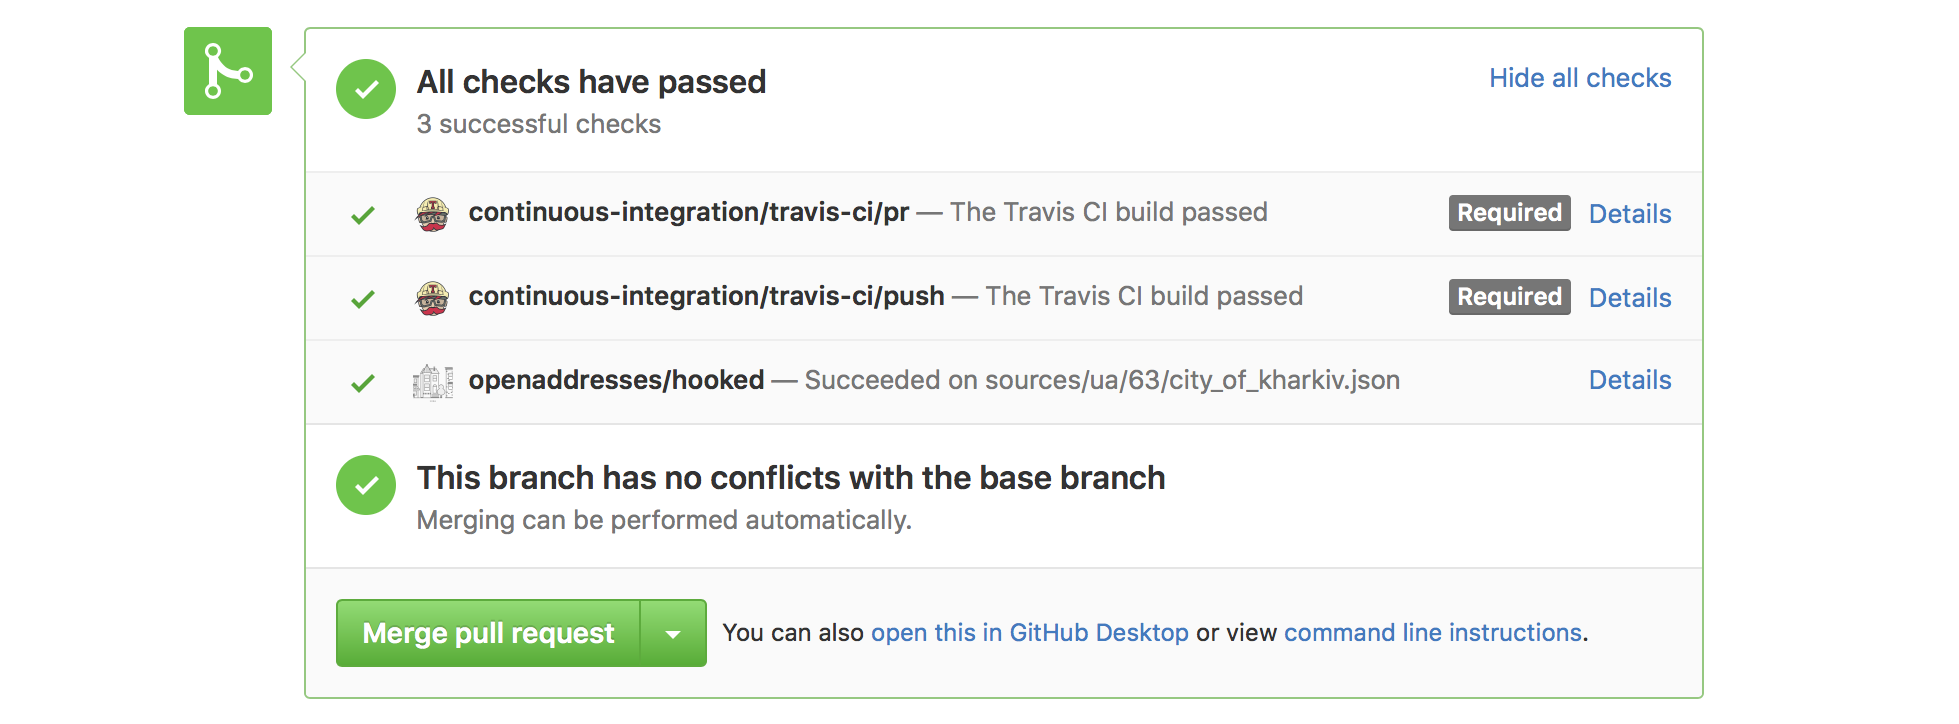 All checks have passed
Hide all checks
3 successful checks
continuous-integration/travis-ci/pr — The Travis CI build passed Required Details
continuous-integration/travis-ci/push — The Travis CI build passed Required Details
openaddresses/hooked — Succeeded on sources/ua/63/city_of_kharkiv.json Details
This branch has no conflicts with the base branch
Merging can be performed automatically.
Merge pull request You can also open this in GitHub Desktop or view command line instructions.